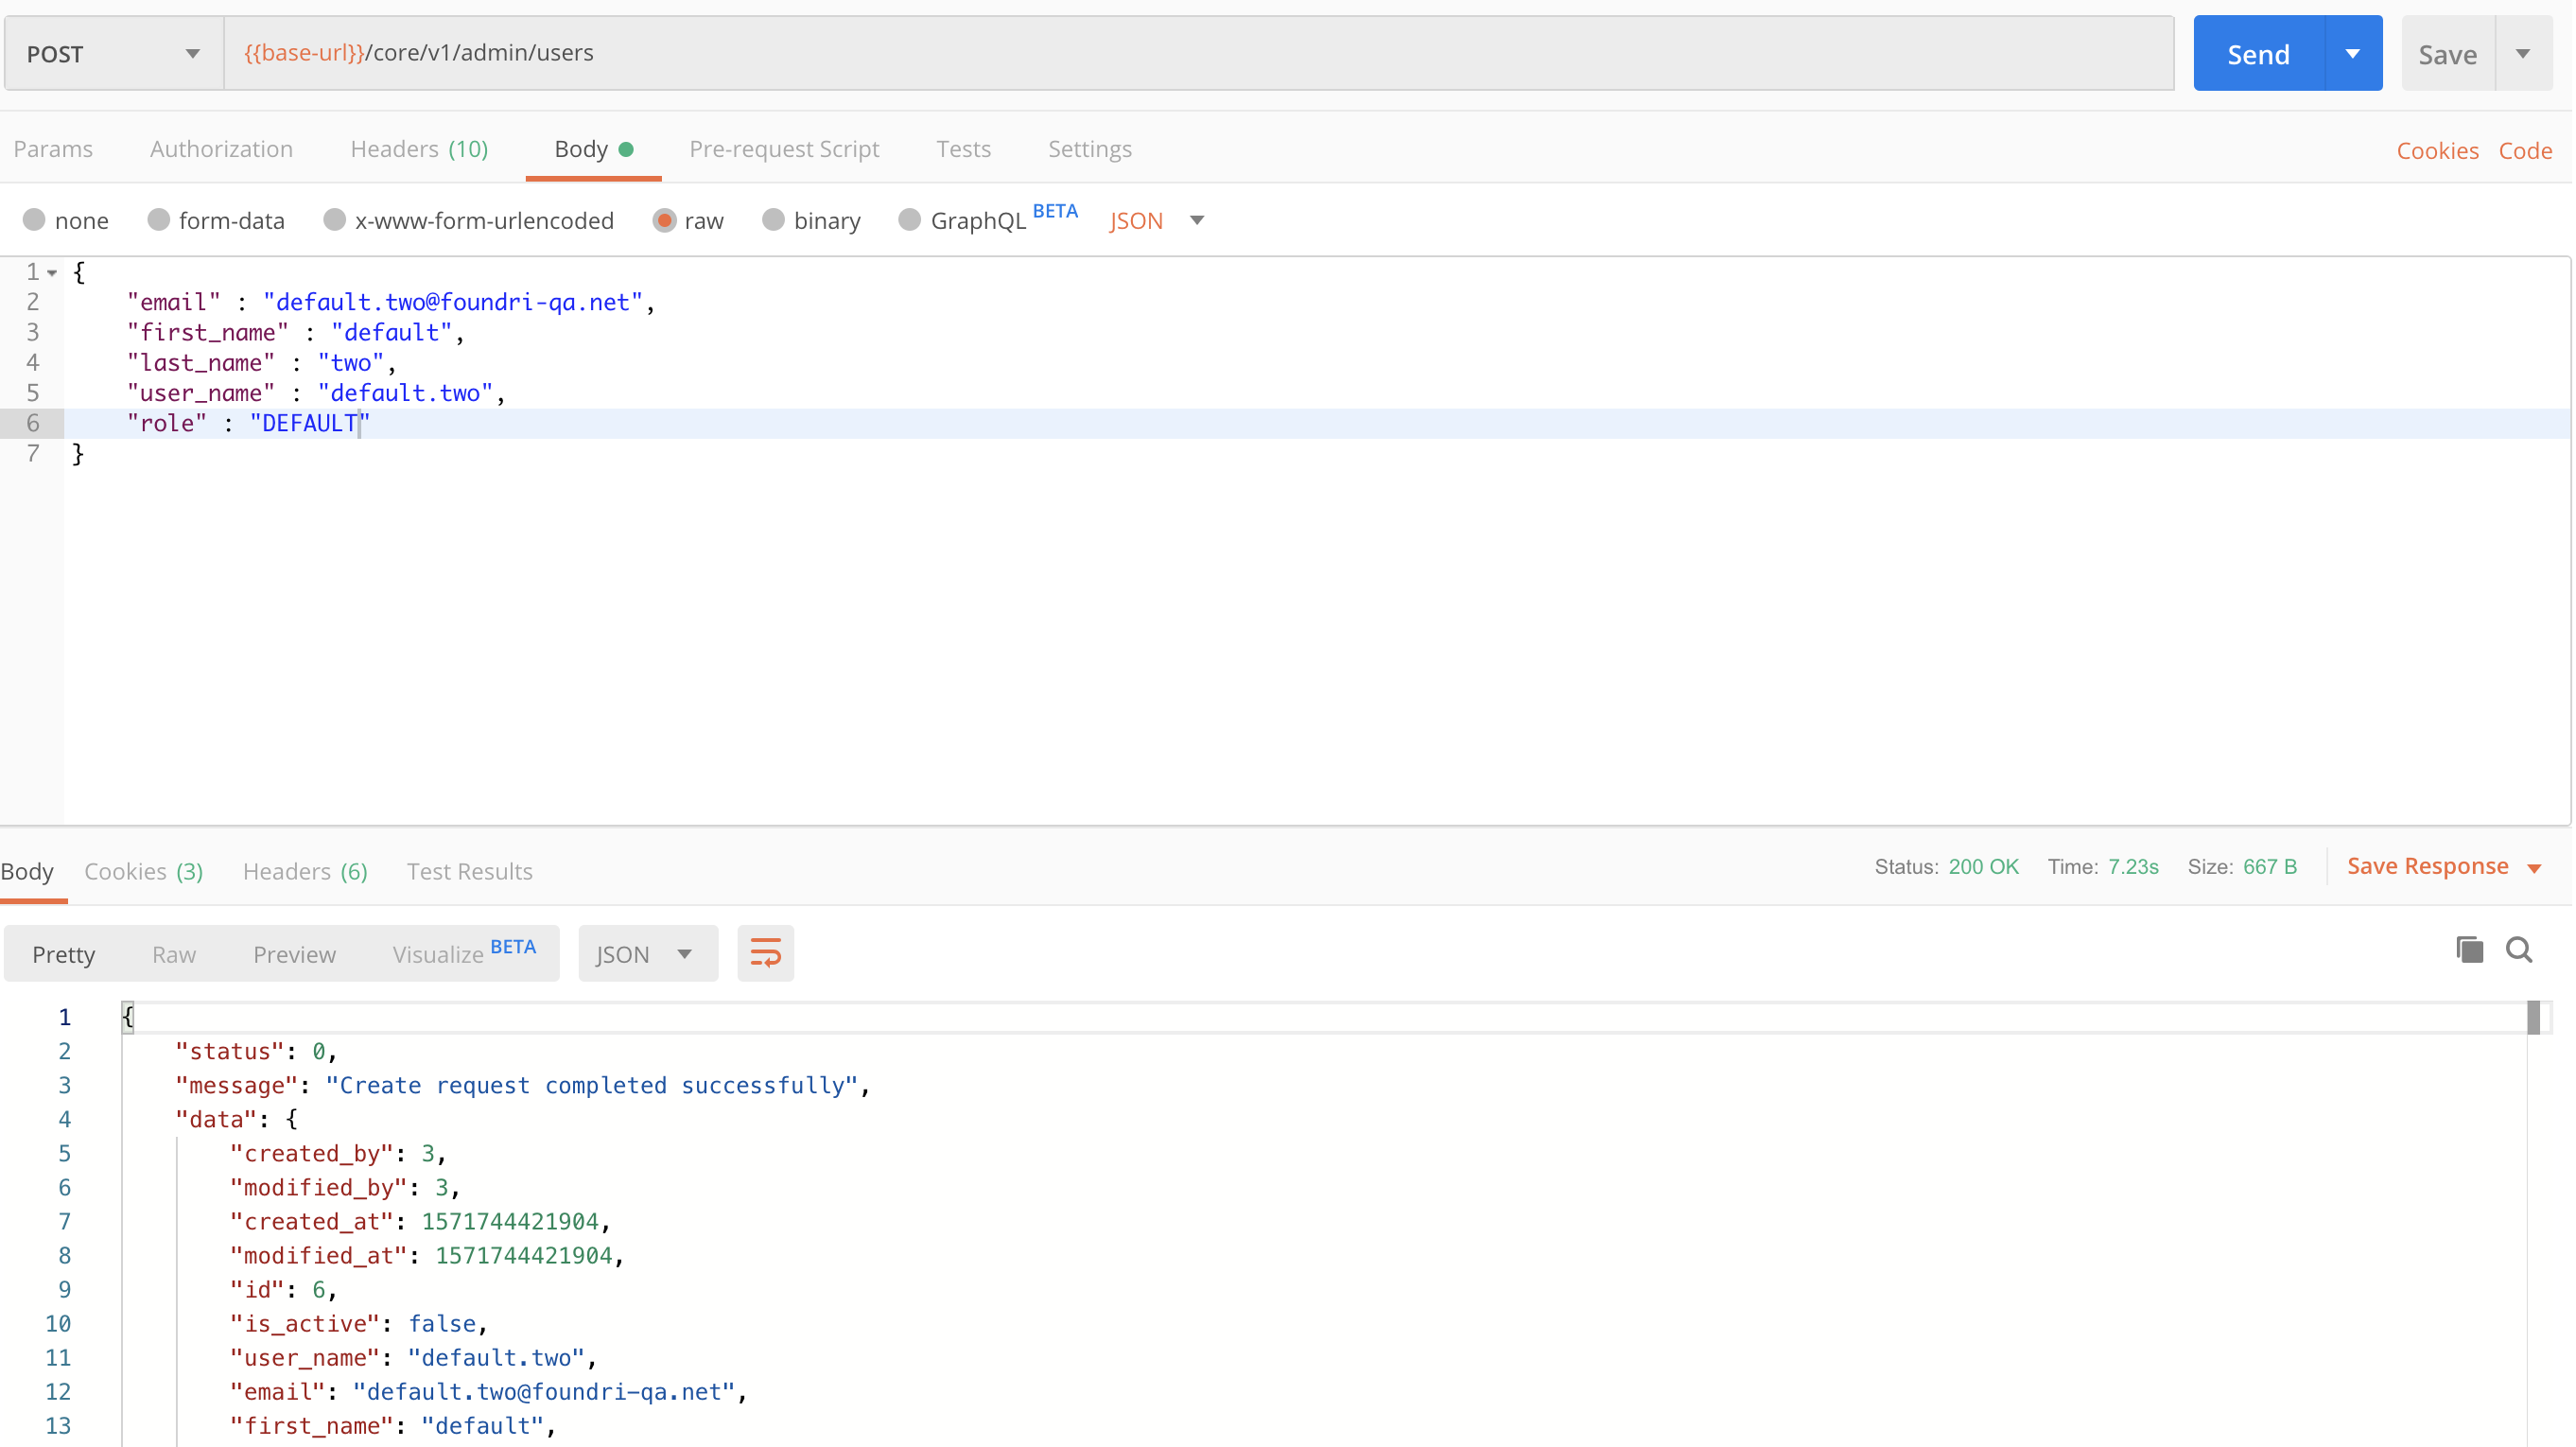 POST {{base-url}}/core/v1/admin/users Send Save
Params Authorization Headers (10) Body Pre-request Script Tests Settings Cookies Code
none form-data x-www-form-urlencoded raw binary GraphQL BETA JSON
1 {
2 "email" : "default.two@foundri-qa.net",
3 "first_name" : "default",
4 "last_name" : "two",
5 "user_name" : "default.two",
6 "role" : "DEFAULT"
7 }
Body Cookies (3) Headers (6) Test Results Status: 200 OK Time: 7.23s Size: 667 B Save Response
Pretty Raw Preview Visualize BETA JSON
1 {
2 "status": 0,
3 "message": "Create request completed successfully",
4 "data": {
5 "created_by": 3,
6 "modified_by": 3,
7 "created_at": 1571744421904,
8 "modified_at": 1571744421904,
9 "id": 6,
10 "is_active": false,
11 "user_name": "default.two",
12 "email": "default.two@foundri-qa.net",
13 "first_name": "default",